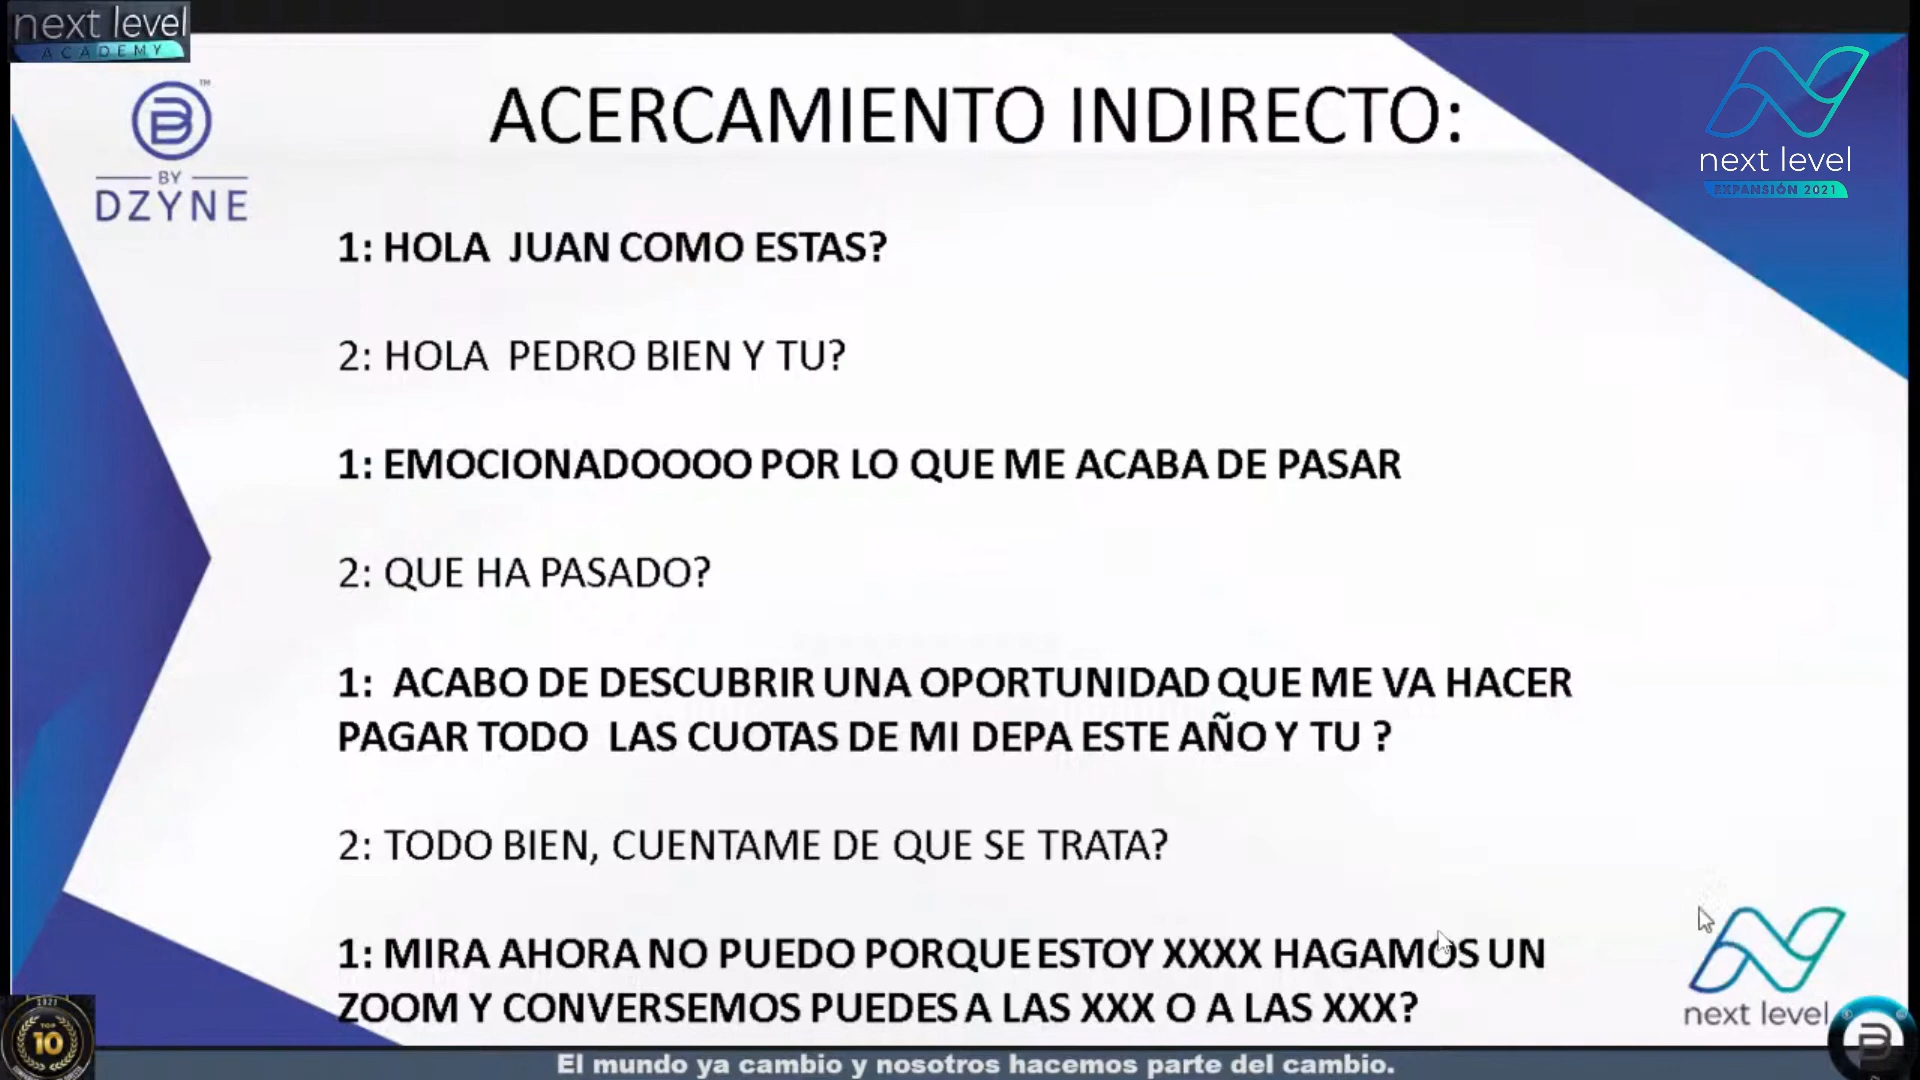 next level
ACADEMY
B
BY
DZYNE
™
ACERCAMIENTO INDIRECTO:
next level
EXPANSIÓN 2021
1: HOLA  JUAN COMO ESTAS?
2: HOLA  PEDRO BIEN Y TU?
1: EMOCIONADOOOO POR LO QUE ME ACABA DE PASAR
2: QUE HA PASADO?
1:  ACABO DE DESCUBRIR UNA OPORTUNIDAD QUE ME VA HACER
PAGAR TODO  LAS CUOTAS DE MI DEPA ESTE AÑO Y TU ?
2: TODO BIEN, CUENTAME DE QUE SE TRATA?
1: MIRA AHORA NO PUEDO PORQUE ESTOY XXXX HAGAMOS UN
ZOOM Y CONVERSEMOS PUEDES A LAS XXX O A LAS XXX?
next level
2021
TOP
10
B
El mundo ya cambio y nosotros hacemos parte del cambio.